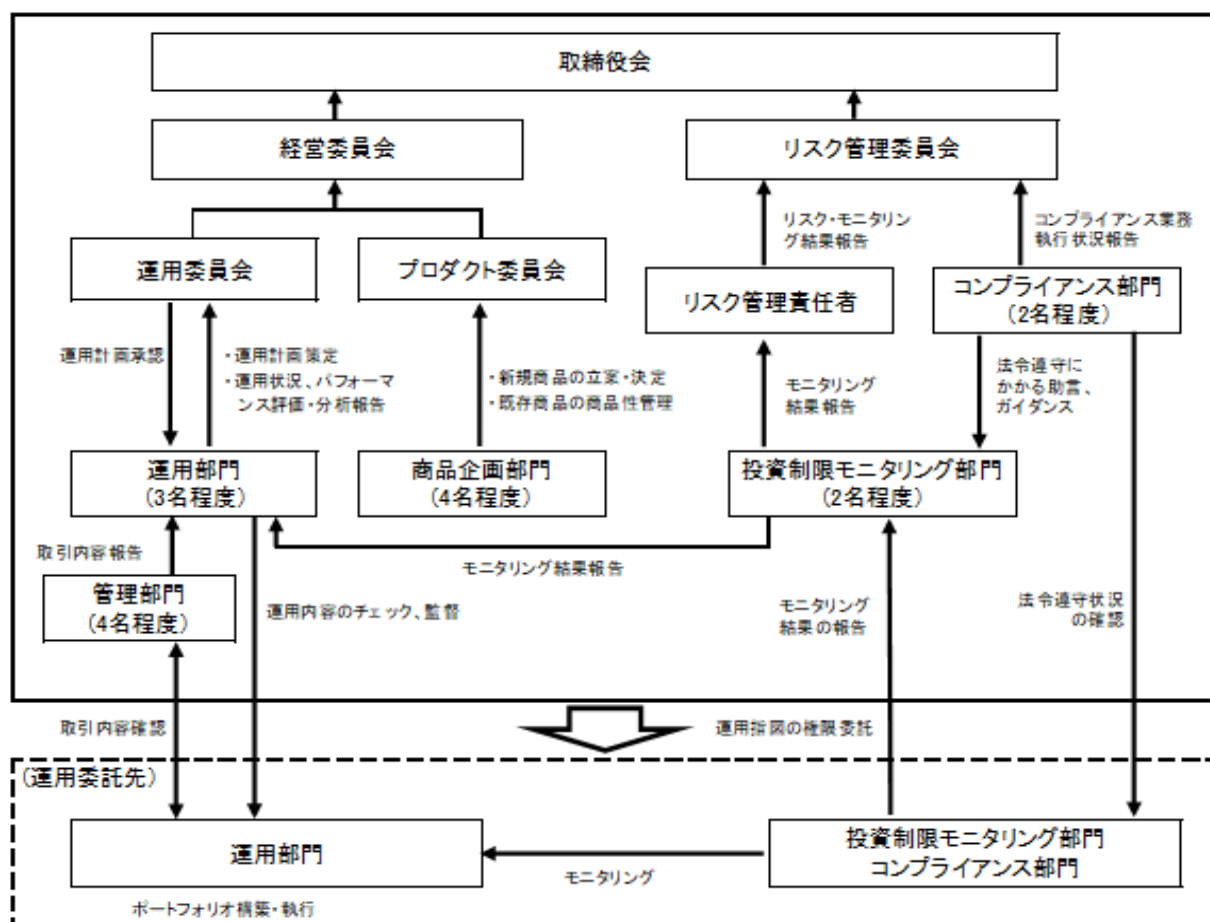 取締役会
経営委員会
リスク管理委員会
リスク・モニタリン
グ結果報告
コンプライアンス業務
執行状況報告
運用委員会
プロダクト委員会
リスク管理責任者
コンプライアンス部門
(2名程度)
運用計画承認
・運用計画策定
・運用状況、パフォーマ
ンス評価・分析報告
・新規商品の立案・決定
・既存商品の商品性管理
モニタリング
結果報告
法令遵守に
かかる助言、
ガイダンス
運用部門
(3名程度)
商品企画部門
(4名程度)
投資制限モニタリング部門
(2名程度)
取引内容報告
モニタリング結果報告
管理部門
(4名程度)
運用内容のチェック、監督
モニタリング
結果の報告
法令遵守状況
の確認
取引内容確認
運用指図の権限委託
(運用委託先)
運用部門
モニタリング
投資制限モニタリング部門
コンプライアンス部門
ポートフォリオ構築・執行